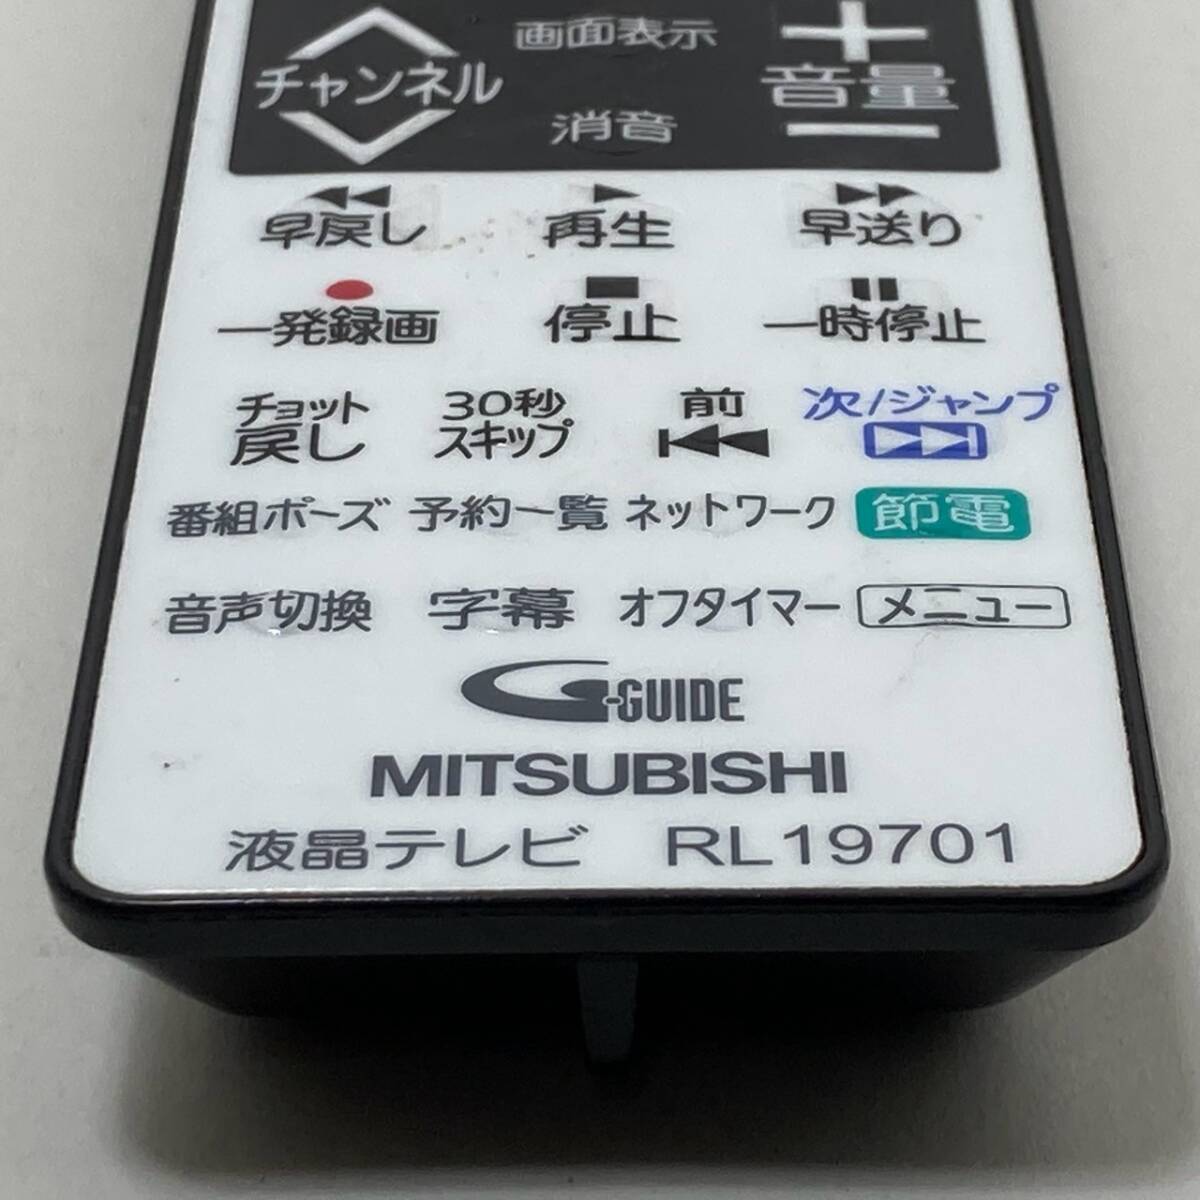 画面表示
チャンネル
音量
消音
早戻し 再生 早送り
一発録画 停止 一時停止
チョット戻し 30秒スキップ 前 次/ジャンプ
番組ポーズ 予約一覧 ネットワーク 節電
音声切換 字幕 オフタイマー メニュー
G-GUIDE
MITSUBISHI
液晶テレビ RL19701